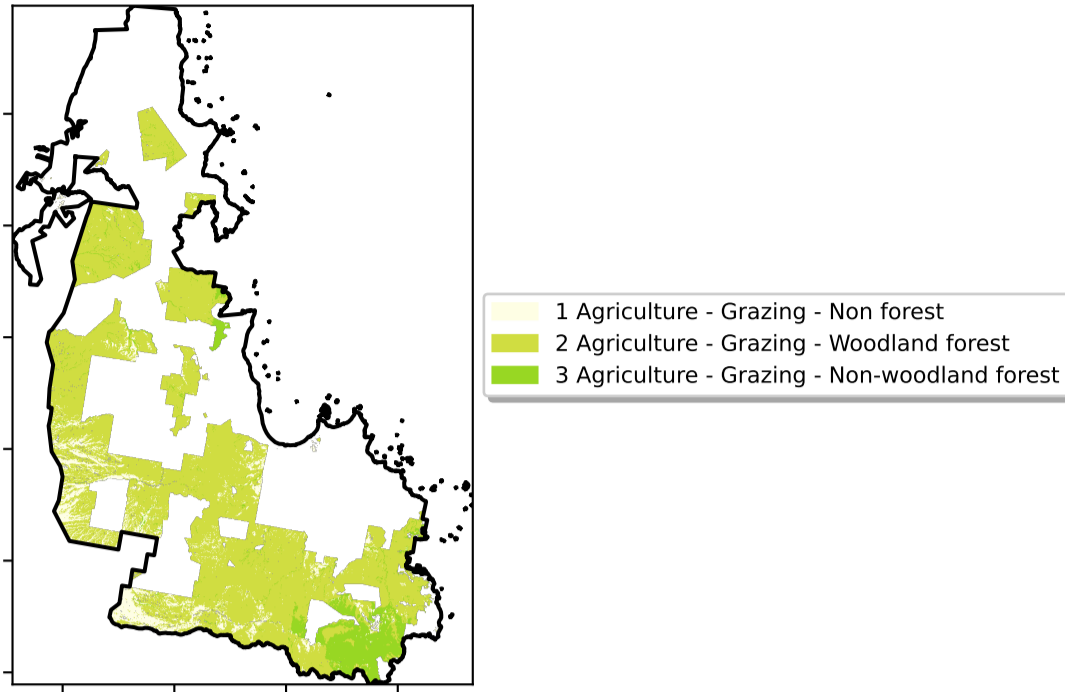 1 Agriculture - Grazing - Non forest
2 Agriculture - Grazing - Woodland forest
3 Agriculture - Grazing - Non-woodland forest